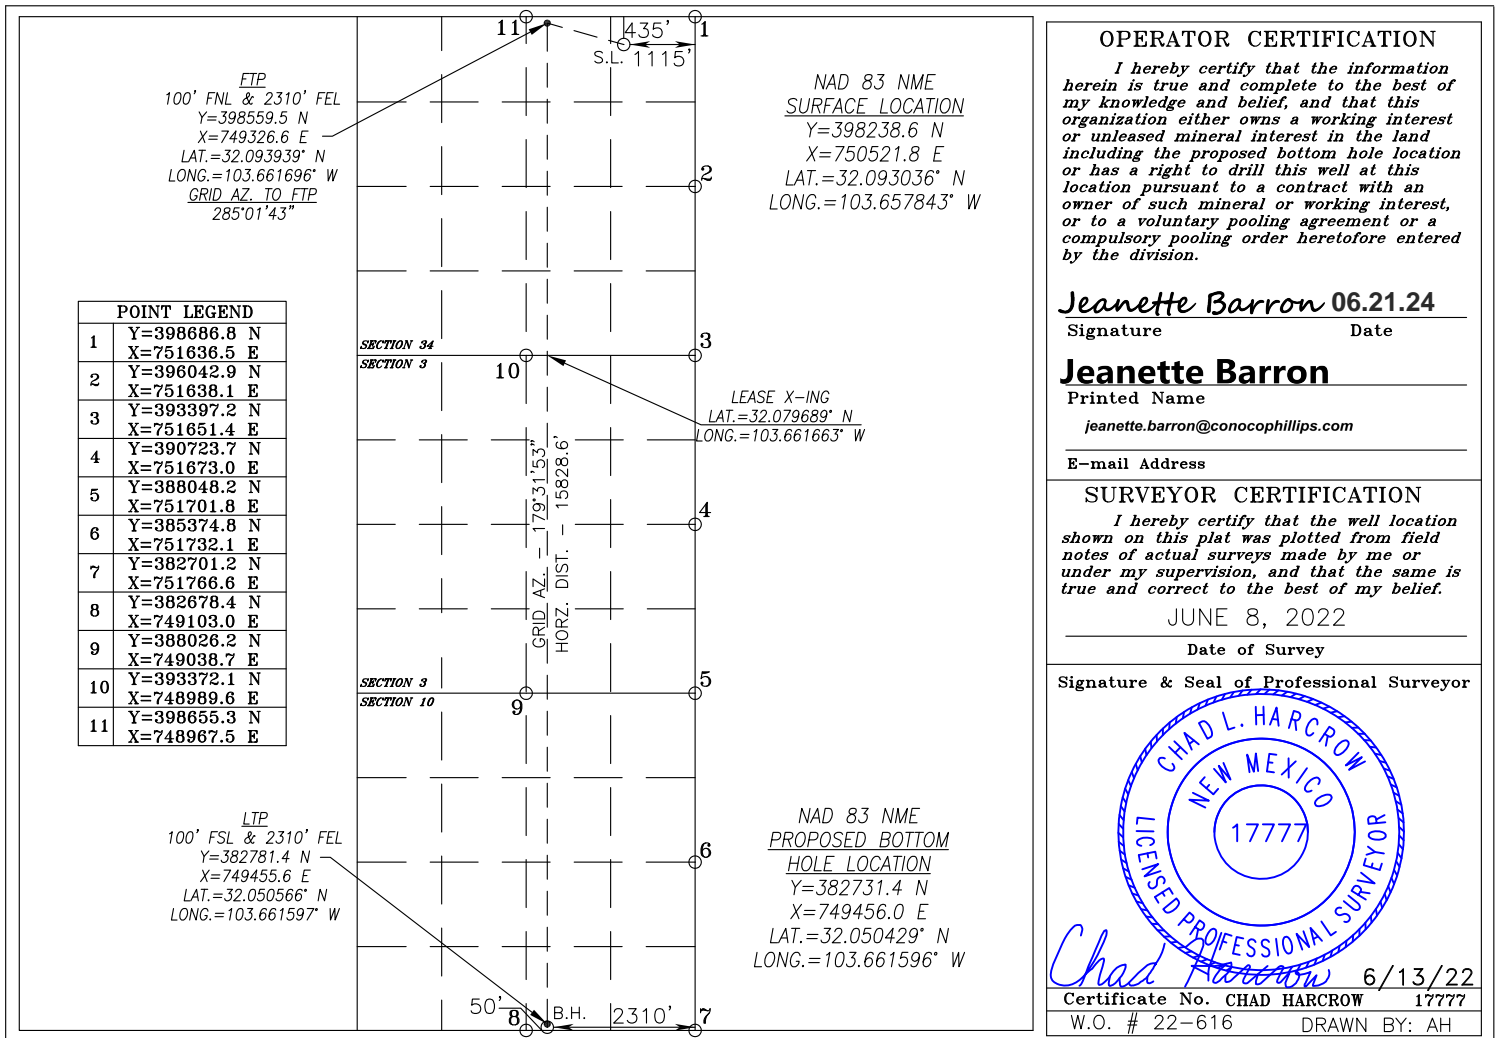 11
1
435'
S.L.
1115'
FTP
100' FNL & 2310' FEL
Y=398559.5 N
X=749326.6 E
LAT.=32.093939° N
LONG.=103.661696° W
GRID AZ. TO FTP
285°01'43"
NAD 83 NME
SURFACE LOCATION
Y=398238.6 N
X=750521.8 E
LAT.=32.093036° N
LONG.=103.657843° W
2
POINT LEGEND
1 Y=398686.8 N
X=751636.5 E
2 Y=396042.9 N
X=751638.1 E
3 Y=393397.2 N
X=751651.4 E
4 Y=390723.7 N
X=751673.0 E
5 Y=388048.2 N
X=751701.8 E
6 Y=385374.8 N
X=751732.1 E
7 Y=382701.2 N
X=751766.6 E
8 Y=382678.4 N
X=749103.0 E
9 Y=388026.2 N
X=749038.7 E
10 Y=393372.1 N
X=748989.6 E
11 Y=398655.3 N
X=748967.5 E
SECTION 34
SECTION 3
10
3
LEASE X-ING
LAT.=32.079689° N
LONG.=103.661663° W
GRID AZ. - 179°31'53"
HORZ. DIST. - 15828.6'
4
SECTION 3
SECTION 10
9
5
LTP
100' FSL & 2310' FEL
Y=382781.4 N
X=749455.6 E
LAT.=32.050566° N
LONG.=103.661597° W
NAD 83 NME
PROPOSED BOTTOM
HOLE LOCATION
Y=382731.4 N
X=749456.0 E
LAT.=32.050429° N
LONG.=103.661596° W
6
50'
8
B.H.
2310'
7
OPERATOR CERTIFICATION
I hereby certify that the information
herein is true and complete to the best of
my knowledge and belief, and that this
organization either owns a working interest
or unleased mineral interest in the land
including the proposed bottom hole location
or has a right to drill this well at this
location pursuant to a contract with an
owner of such mineral or working interest,
or to a voluntary pooling agreement or a
compulsory pooling order heretofore entered
by the division.
Jeanette Barron 06.21.24
Signature Date
Jeanette Barron
Printed Name
jeanette.barron@conocophillips.com
E-mail Address
SURVEYOR CERTIFICATION
I hereby certify that the well location
shown on this plat was plotted from field
notes of actual surveys made by me or
under my supervision, and that the same is
true and correct to the best of my belief.
JUNE 8, 2022
Date of Survey
Signature & Seal of Professional Surveyor
CHAD L. HARCROW
NEW MEXICO
17777
LICENSED PROFESSIONAL SURVEYOR
Chad Harcrow 6/13/22
Certificate No. CHAD HARCROW 17777
W.O. # 22-616 DRAWN BY: AH